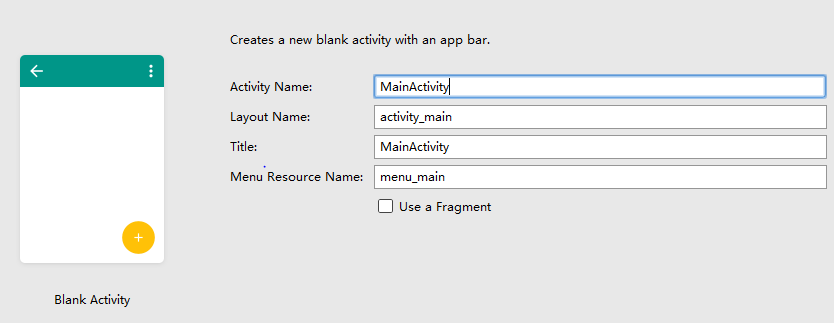 Creates a new blank activity with an app bar.
Activity Name: MainActivity
Layout Name: activity_main
Title: MainActivity
Menu Resource Name: menu_main
Use a Fragment
Blank Activity